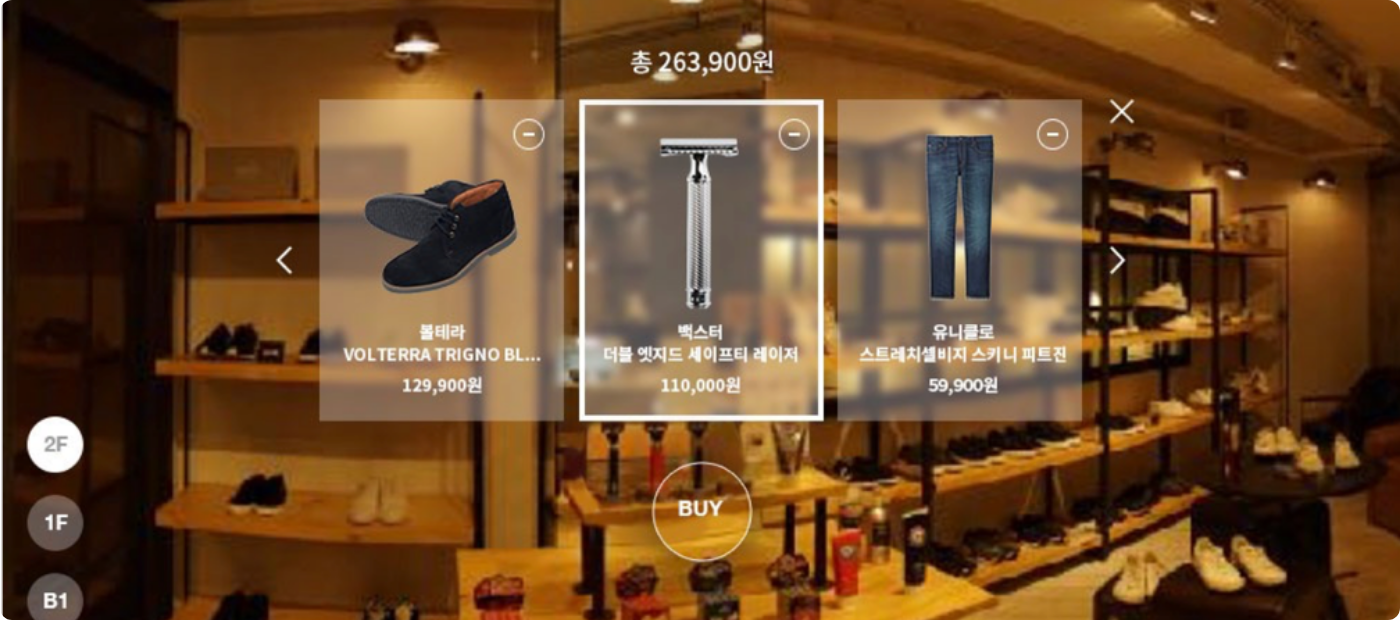 총 263,900원
볼테라
VOLTERRA TRIGNO BL...
129,900원
백스터
더블 엣지드 세이프티 레이저
110,000원
유니클로
스트레치셀비지 스키니 피트진
59,900원
2F
1F
B1
BUY